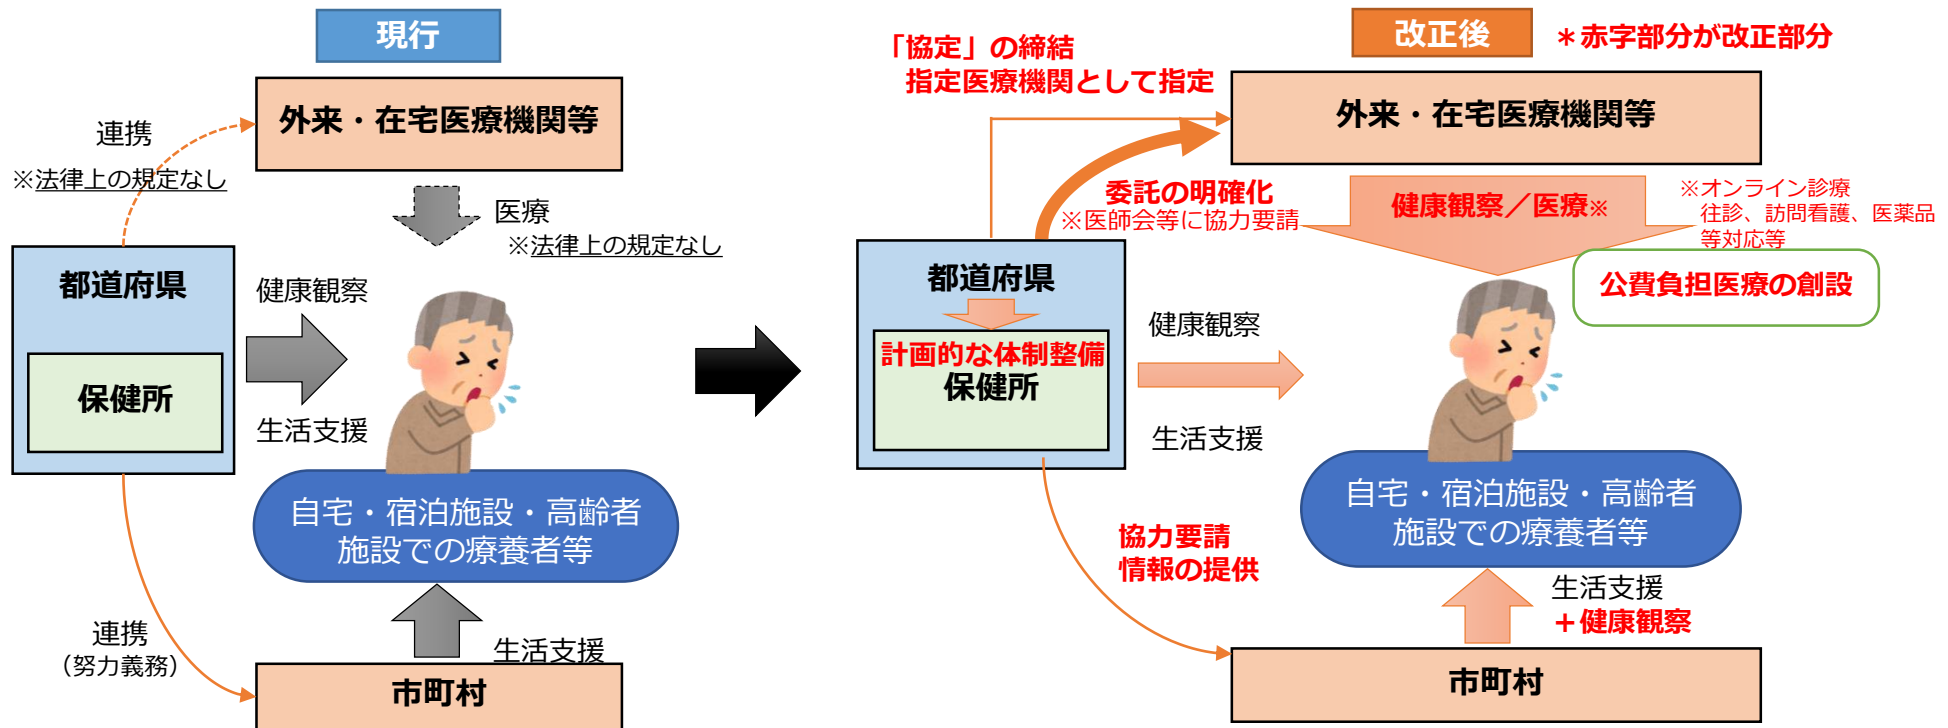 現行
外来・在宅医療機関等
連携
※法律上の規定なし
医療
※法律上の規定なし
都道府県
保健所
健康観察
生活支援
自宅・宿泊施設・高齢者
施設での療養者等
連携
（努力義務）
生活支援
市町村
改正後
＊赤字部分が改正部分
「協定」の締結
指定医療機関として指定
外来・在宅医療機関等
委託の明確化
※医師会等に協力要請
健康観察／医療※
※オンライン診療
往診、訪問看護、医薬品
等対応等
公費負担医療の創設
都道府県
計画的な体制整備
保健所
健康観察
生活支援
自宅・宿泊施設・高齢者
施設での療養者等
協力要請
情報の提供
生活支援
＋健康観察
市町村